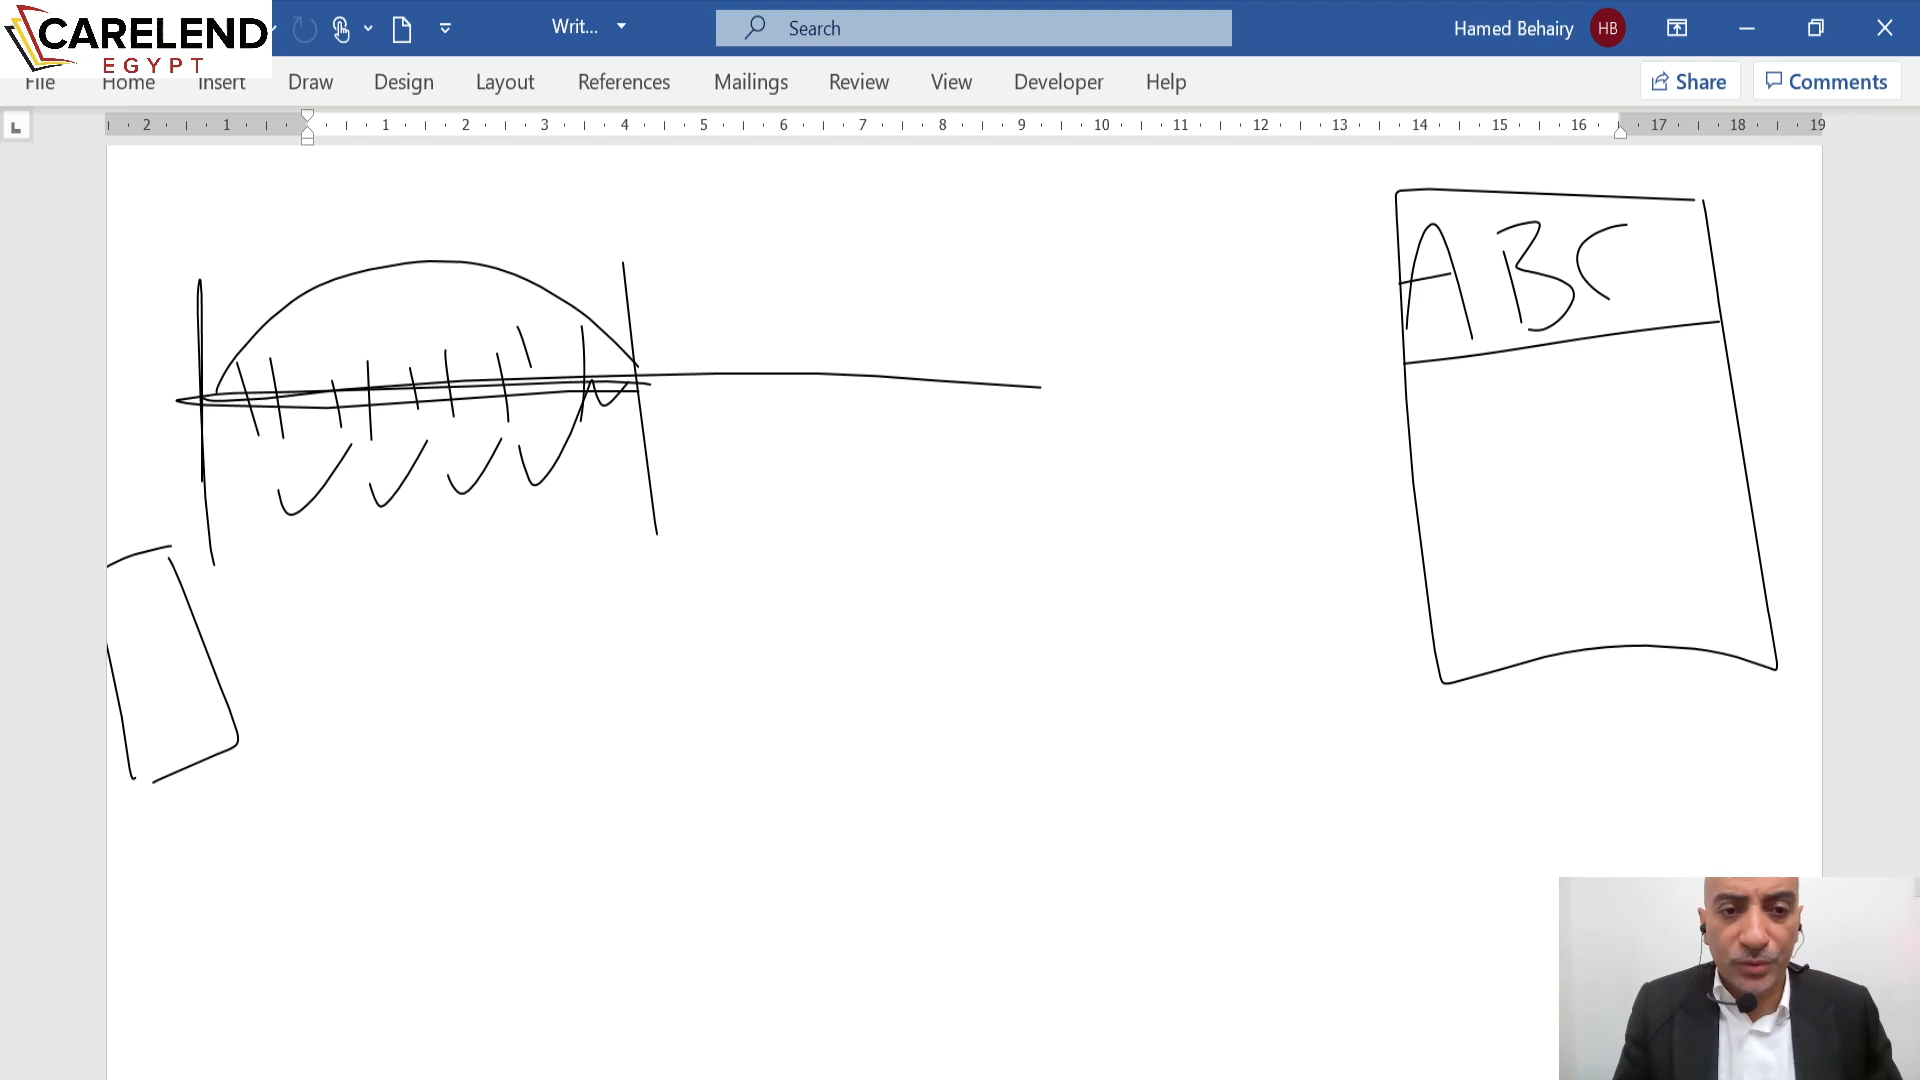 CARELEND
EGYPT
Writ...
Search
Hamed Behairy
HB
File Home Insert Draw Design Layout References Mailings Review View Developer Help
Share
Comments
2 1 1 2 3 4 5 6 7 8 9 10 11 12 13 14 15 16 17 18 19
ABC